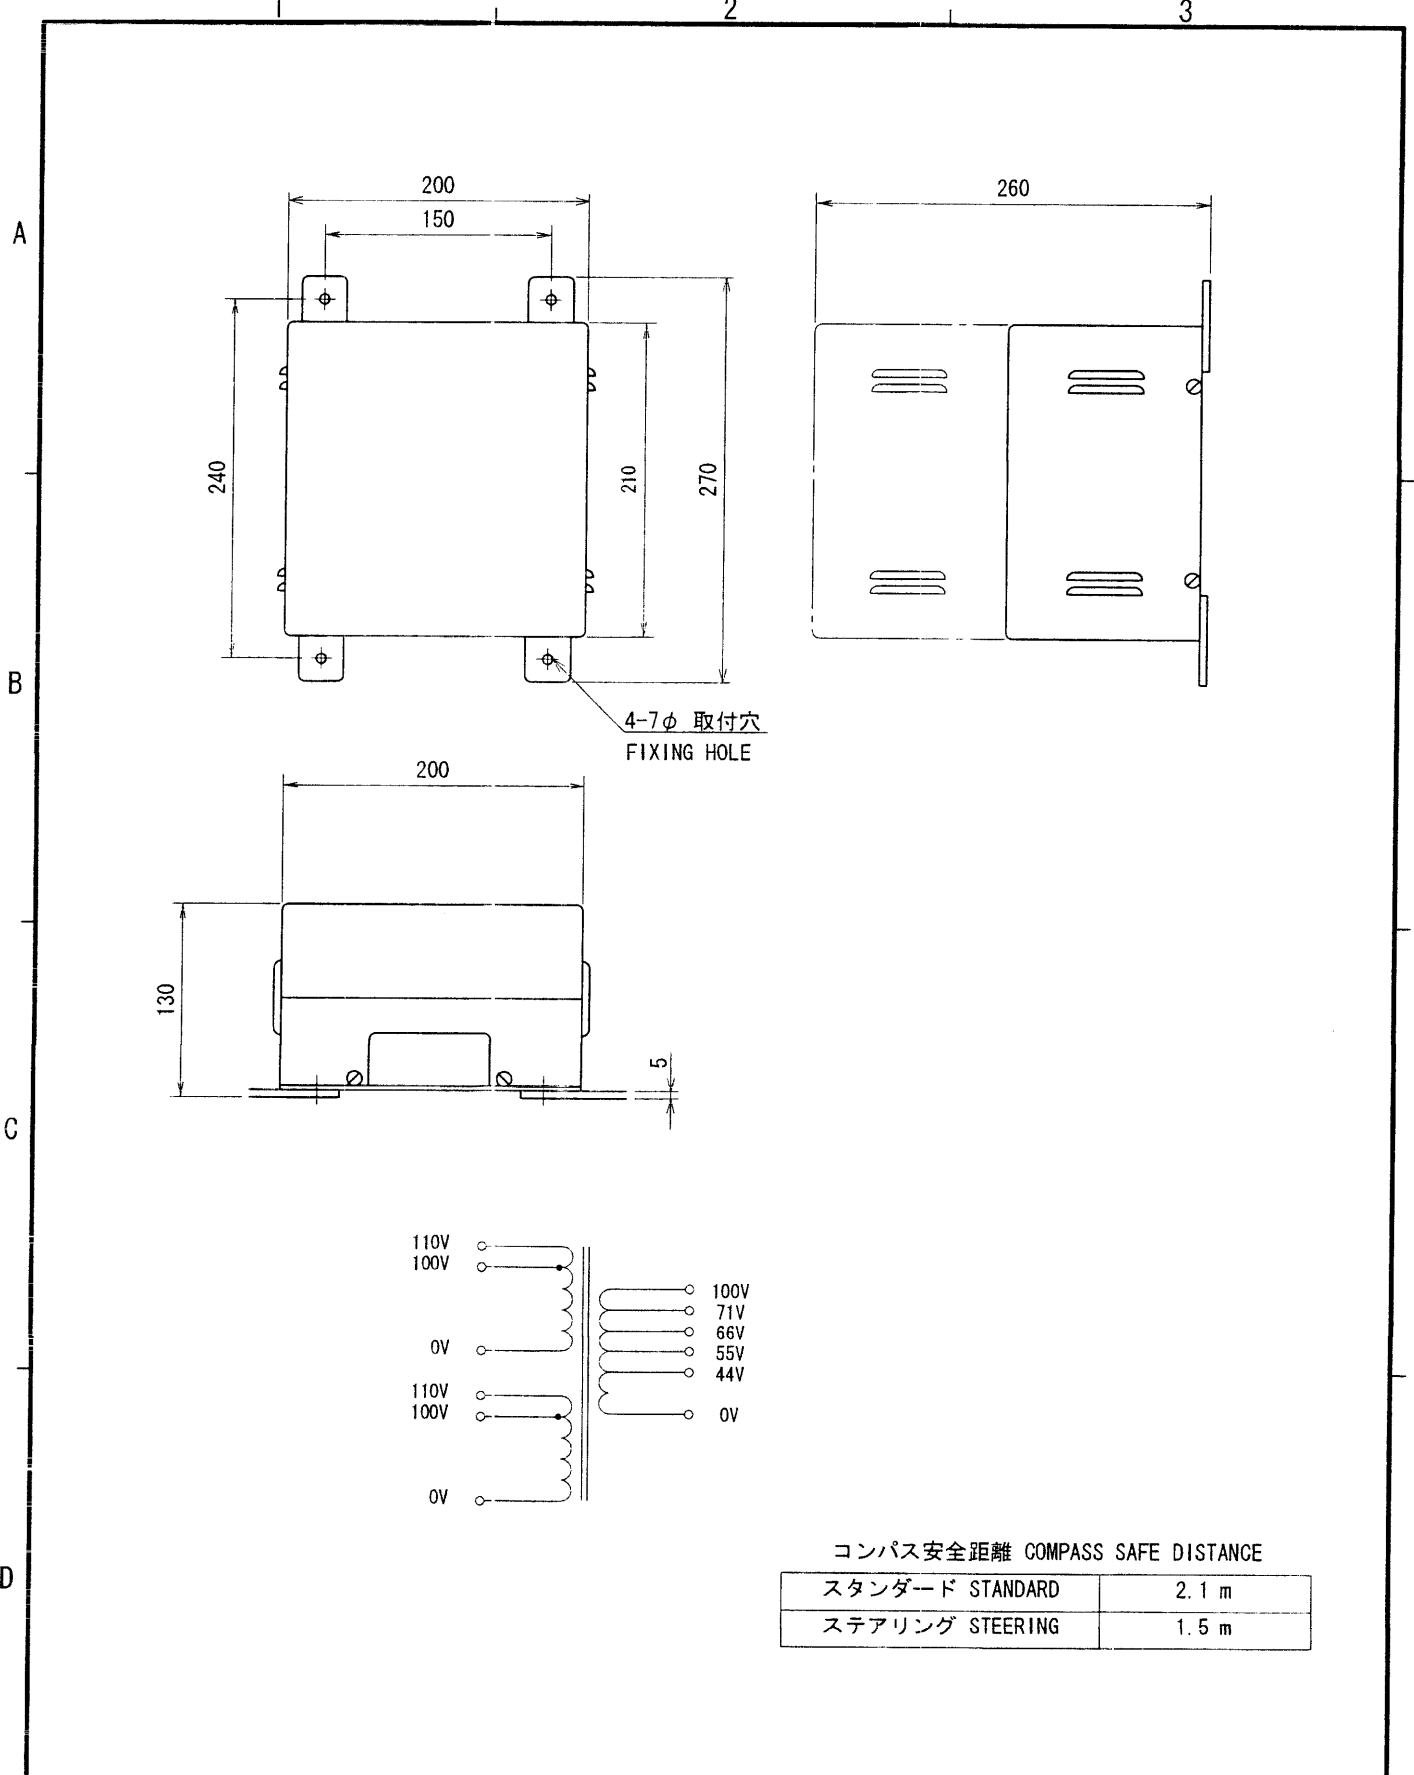 1 2 3
A
B
C
D
200
150
260
240
210
270
4-7φ 取付穴
FIXING HOLE
200
130
5
110V
100V
0V
110V
100V
0V
100V
71V
66V
55V
44V
0V
コンパス安全距離 COMPASS SAFE DISTANCE
スタンダード STANDARD 2.1 m
ステアリング STEERING 1.5 m